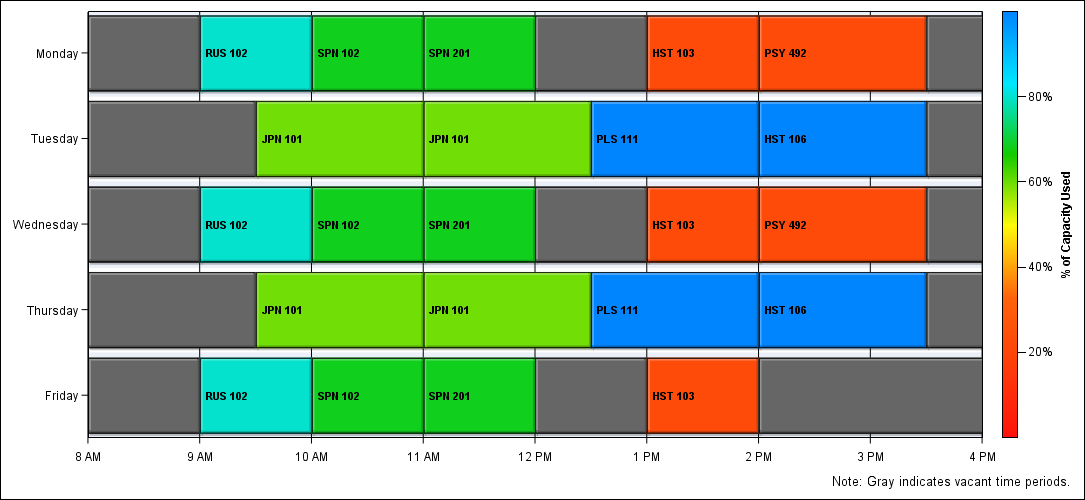 Monday
RUS 102
SPN 102
SPN 201
HST 103
PSY 492
Tuesday
JPN 101
JPN 101
PLS 111
HST 106
Wednesday
RUS 102
SPN 102
SPN 201
HST 103
PSY 492
Thursday
JPN 101
JPN 101
PLS 111
HST 106
Friday
RUS 102
SPN 102
SPN 201
HST 103
8 AM
9 AM
10 AM
11 AM
12 PM
1 PM
2 PM
3 PM
4 PM
80%
60%
40%
20%
% of Capacity Used
Note: Gray indicates vacant time periods.